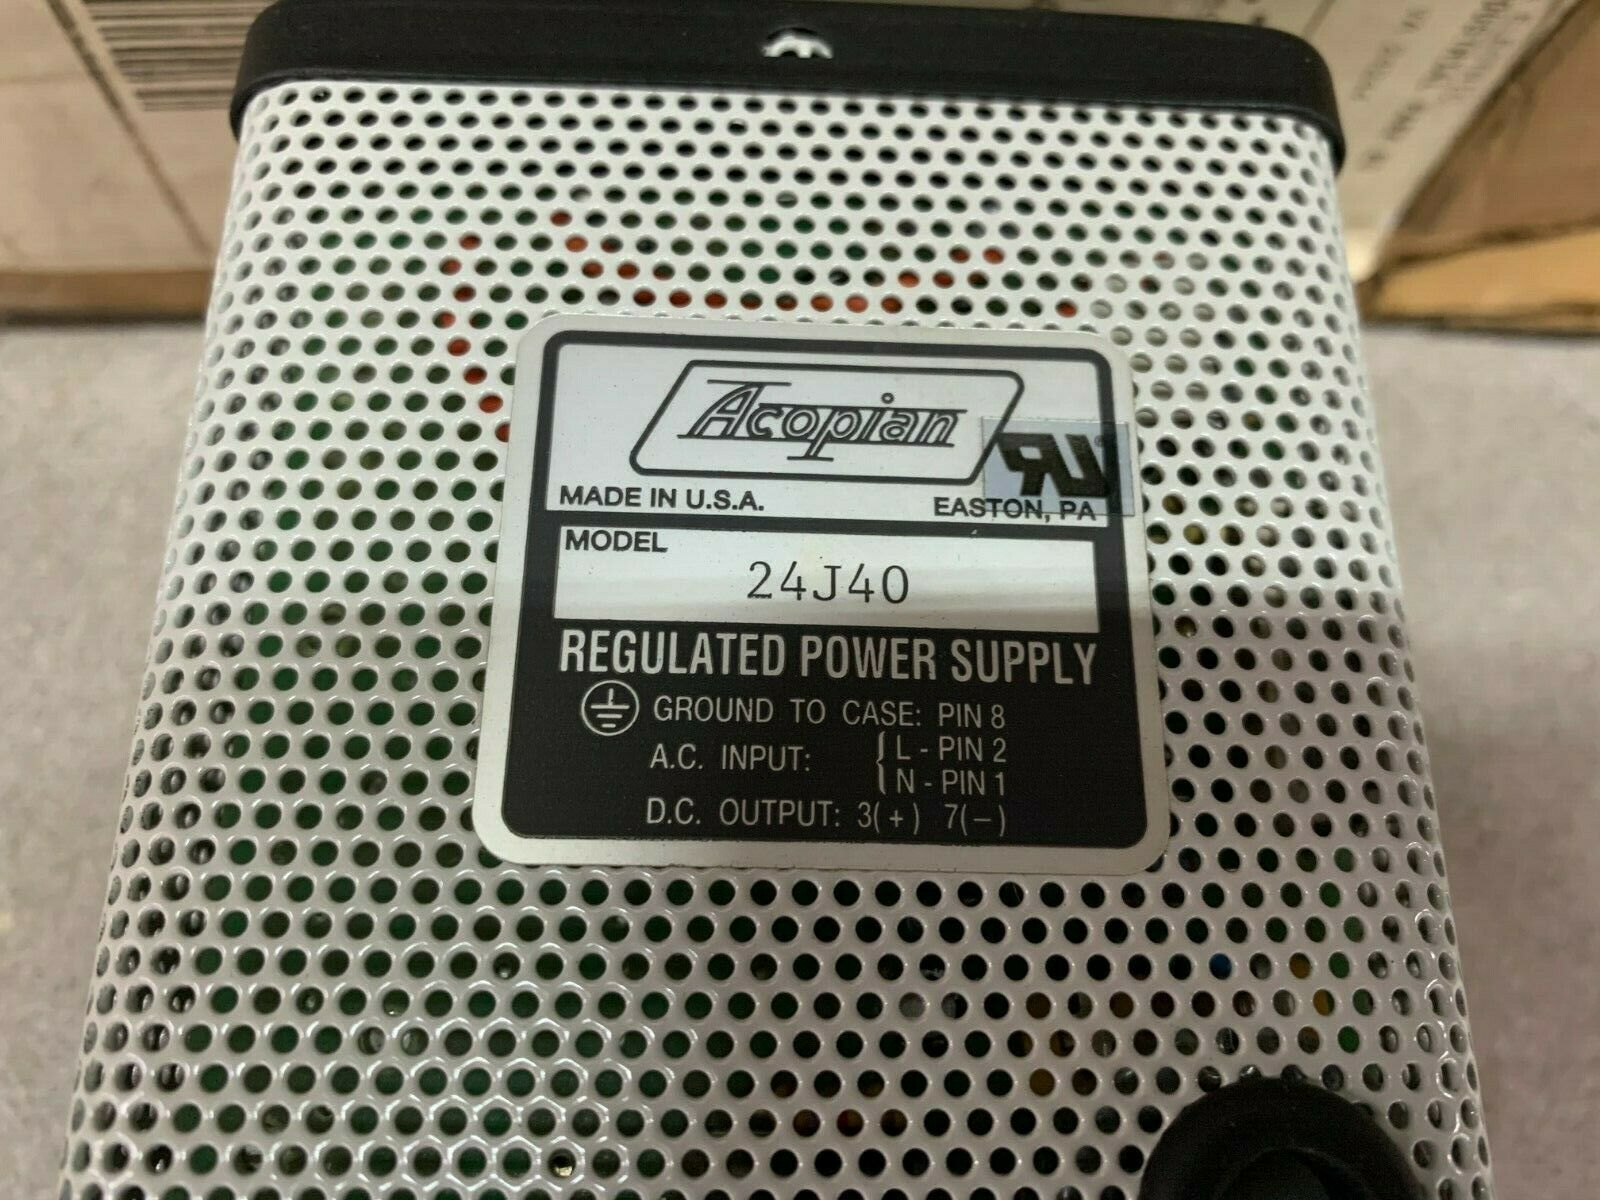 Acopian
MADE IN U.S.A. EASTON, PA
MODEL
24J40
REGULATED POWER SUPPLY
GROUND TO CASE: PIN 8
A.C. INPUT: { L - PIN 2
N - PIN 1
D.C. OUTPUT: 3(+) 7(−)